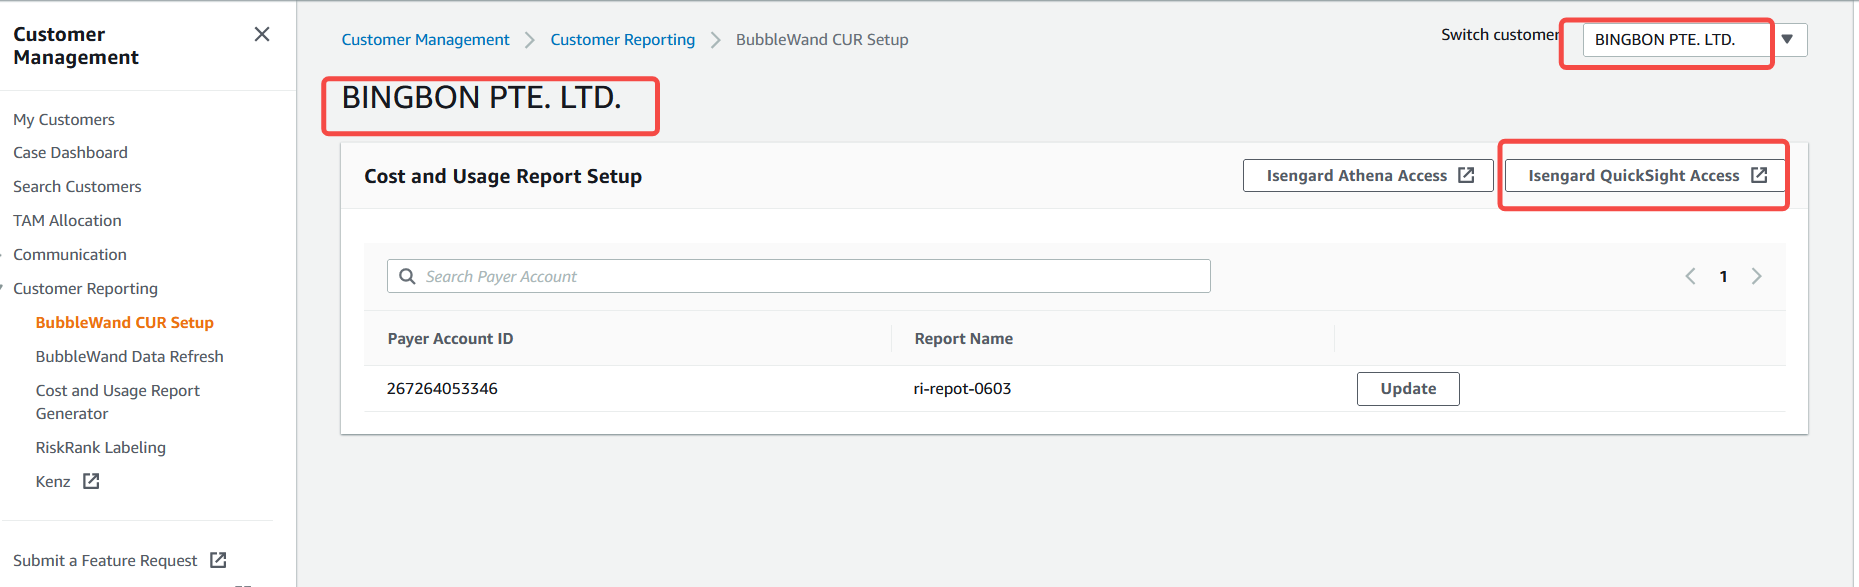 Customer
Management
My Customers
Case Dashboard
Search Customers
TAM Allocation
Communication
Customer Reporting
BubbleWand CUR Setup
BubbleWand Data Refresh
Cost and Usage Report
Generator
RiskRank Labeling
Kenz
Submit a Feature Request
Customer Management > Customer Reporting > BubbleWand CUR Setup
Switch customer BINGBON PTE. LTD.
BINGBON PTE. LTD.
Cost and Usage Report Setup
Isengard Athena Access
Isengard QuickSight Access
Search Payer Account
1
Payer Account ID Report Name
267264053346 ri-repot-0603 Update